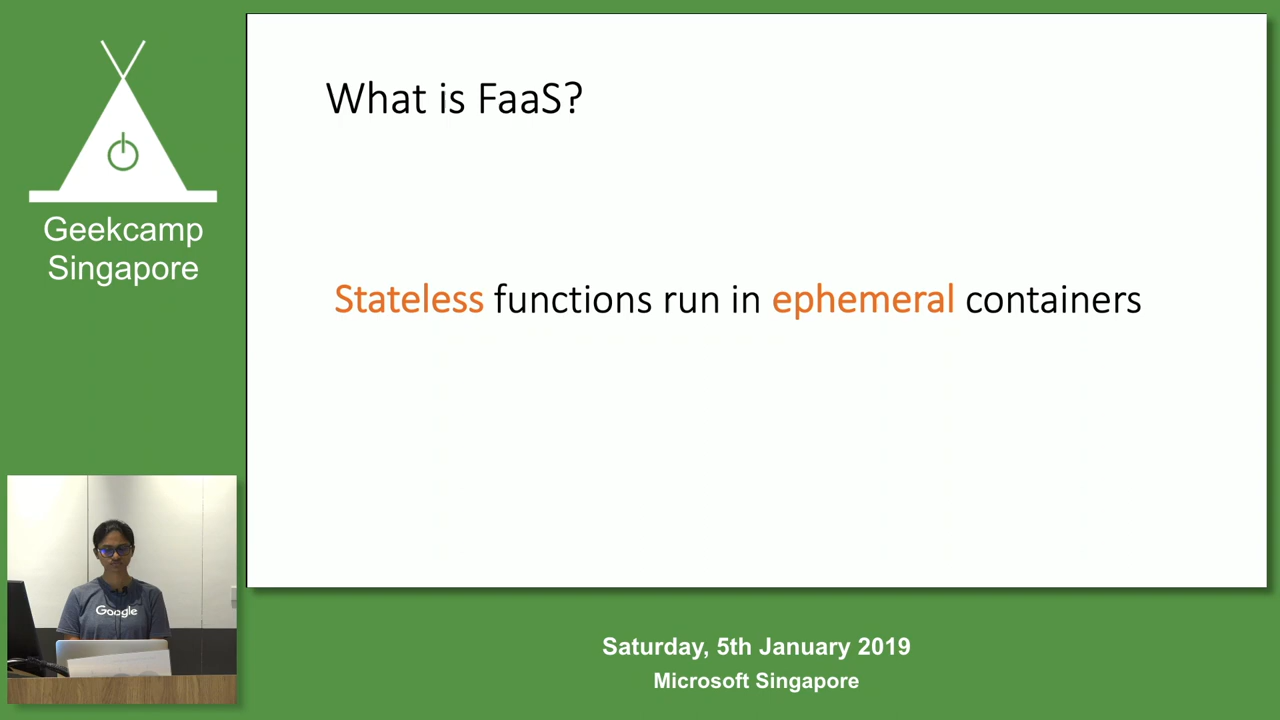 Geekcamp
Singapore
What is FaaS?
Stateless functions run in ephemeral containers
Google
Saturday, 5th January 2019
Microsoft Singapore